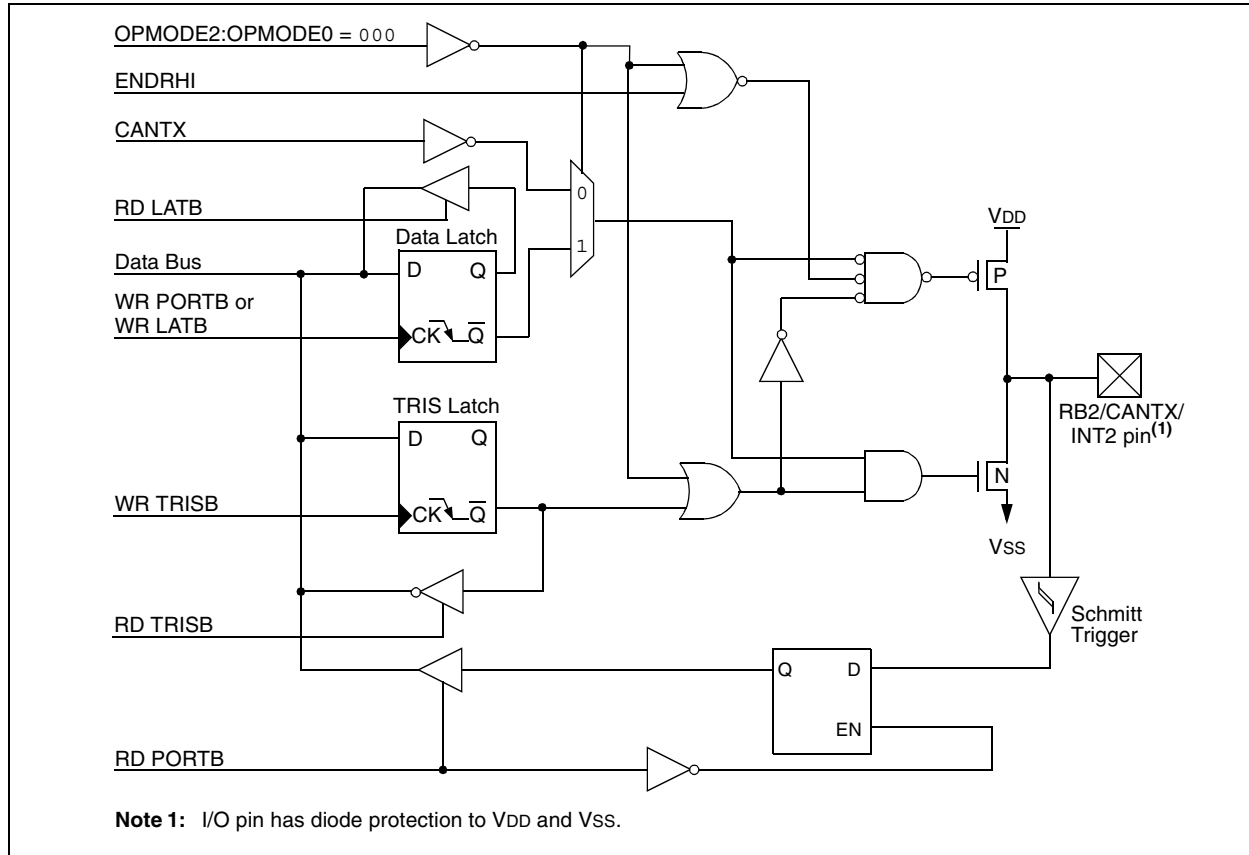 OPMODE2:OPMODE0 = 000
ENDRHI
CANTX
0
RD LATB
VDD
Data Latch
1
Data Bus
D
Q
P
WR PORTB or
WR LATB
CK
Q
TRIS Latch
RB2/CANTX/
INT2 pin(1)
D
Q
N
WR TRISB
CK
Q
VSS
RD TRISB
Schmitt
Trigger
Q
D
EN
RD PORTB
Note 1: I/O pin has diode protection to VDD and VSS.